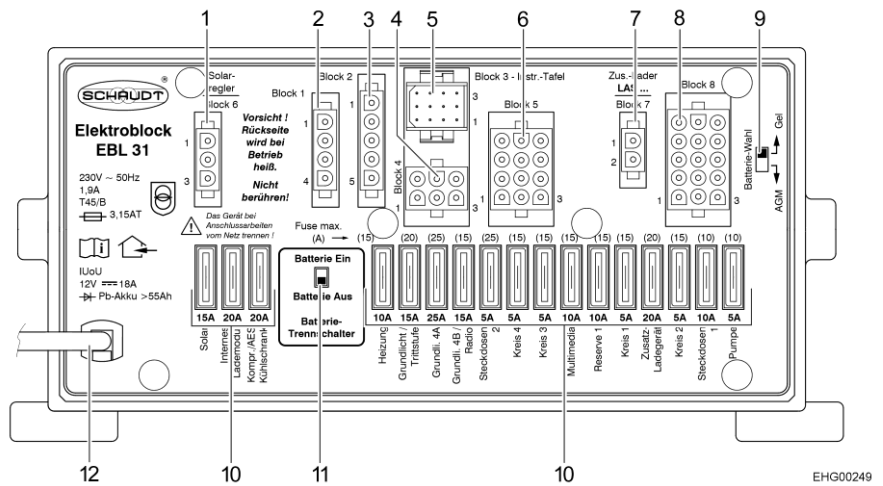 1
2
3
4
5
6
7
8
9
SCHAUDT
Elektroblock
EBL 31
230V ~ 50Hz
1,9A
T45/B
3,15AT
i
IUoU
12V 18A
Pb-Akku >55Ah
Solar-
regler
Block 6
1
3
Block 1
1
4
Vorsicht !
Rückseite
wird bei
Betrieb
heiß.
Nicht
berühren!
Das Gerät bei
Anschlussarbeiten
vom Netz trennen !
Block 2
1
5
Block 3 - Instr.-Tafel
3
1
Block 4
1
3
Block 5
1
3
Zus.-Lader
LAS ...
Block 7
1
2
Block 8
1
3
Batterie-Wahl
Gel
AGM
Fuse max.
(A) → (15) (20) (25) (15) (25) (15) (15) (10) (15) (15) (20) (15) (10) (10)
Batterie Ein
Batterie Aus
Batterie-
Trennschalter
15A 20A 20A
Solar
Internes
Lademodu
Kompr./AES
Kühlschrank
10A 15A 25A 15A 5A 5A 5A 10A 10A 5A 20A 5A 10A 5A
Heizung
Grundlicht /
Trittstufe
Grundli. 4A
Grundli. 4B /
Radio
Steckdosen
2
Kreis 4
Kreis 3
Multimedia
Reserve 1
Kreis 1
Zusatz-
Ladegerät
Kreis 2
Steckdosen
1
Pumpe
12
10
11
10
EHG00249